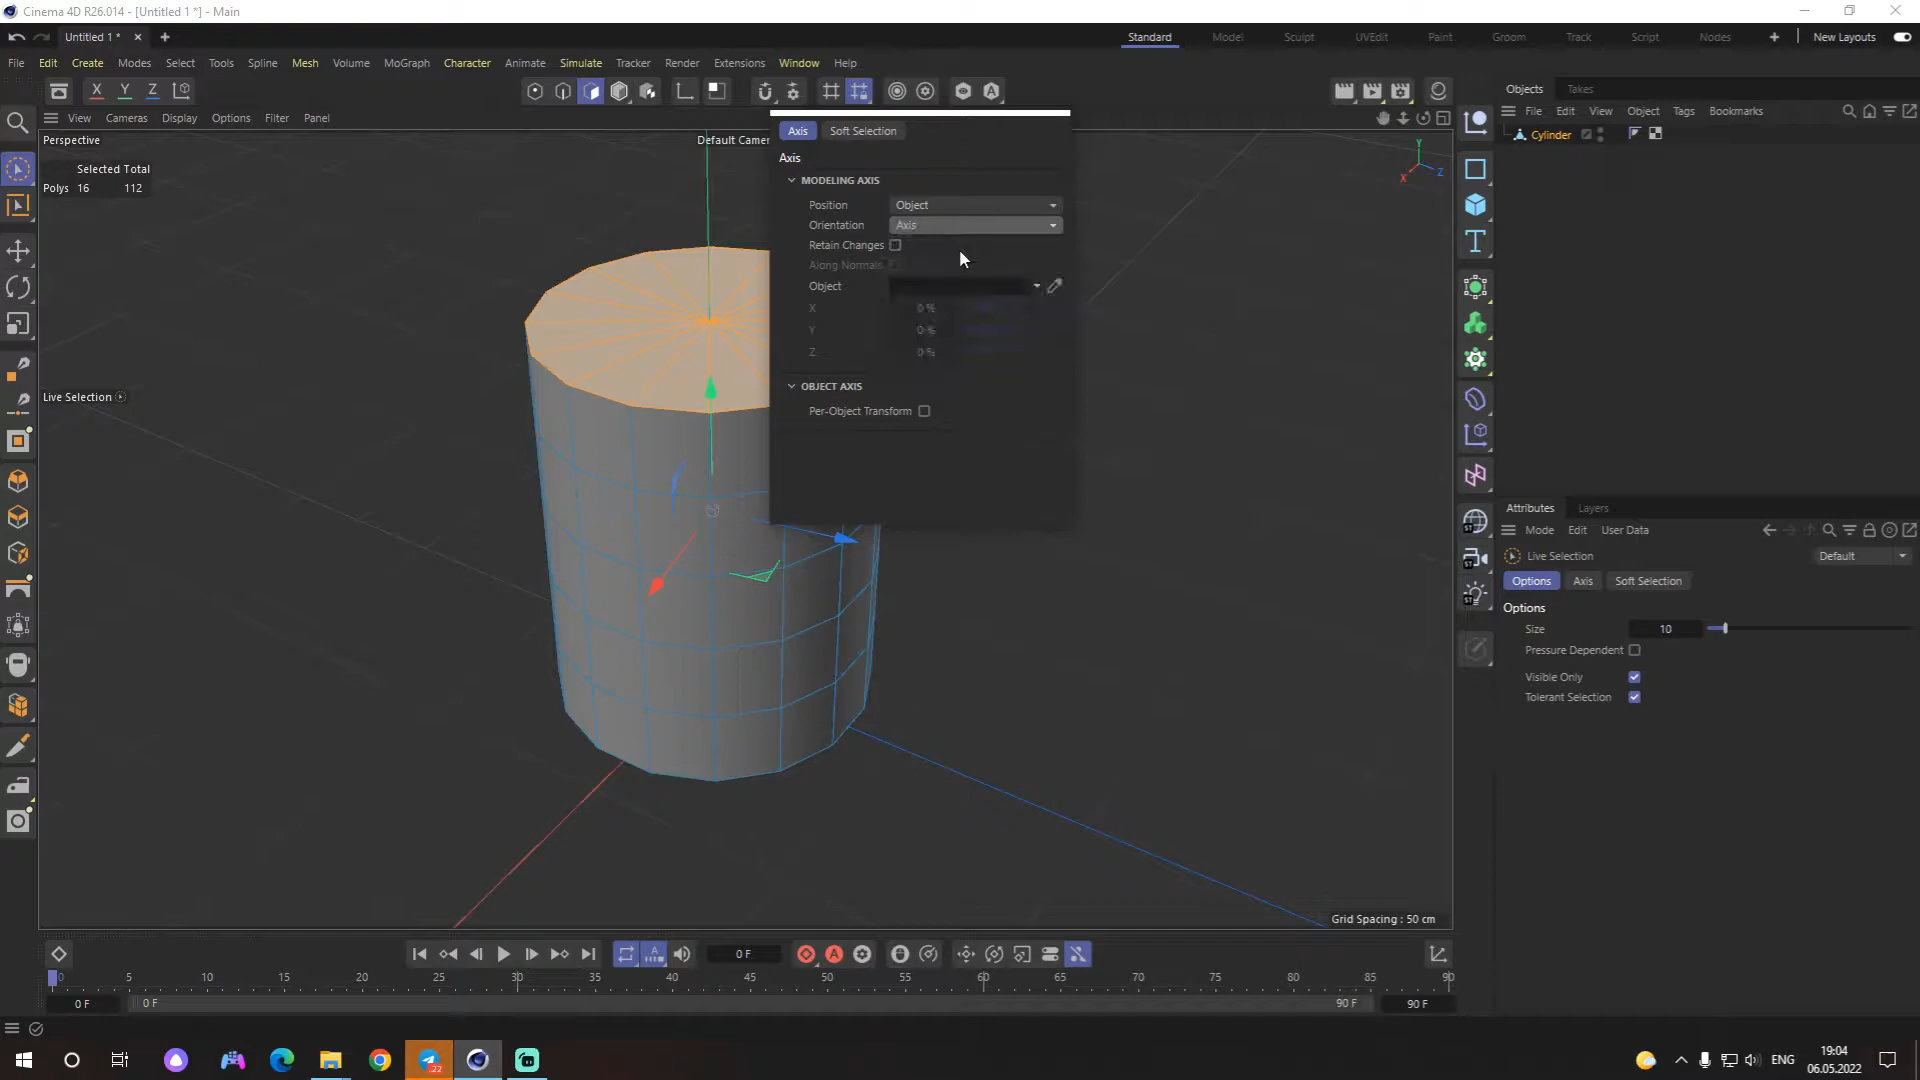 Cinema 4D R26.014 - [Untitled 1 *] - Main
Untitled 1 *
Standard Model Sculpt UVEdit Paint Groom Track Script Nodes New Layouts
File Edit Create Modes Select Tools Spline Mesh Volume MoGraph Character Animate Simulate Tracker Render Extensions Window Help
X Y Z
Objects Takes
File Edit View Object Tags Bookmarks
Cylinder
View Cameras Display Options Filter Panel
Perspective
Default Camer
Selected Total
Polys 16 112
Live Selection
Axis Soft Selection
Axis
MODELING AXIS
Position Object
Orientation Axis
Retain Changes
Along Normals
Object
X 0 %
Y 0 %
Z. 0 %
OBJECT AXIS
Per-Object Transform
Y
X
Z
Attributes Layers
Mode Edit User Data
Live Selection Default
Options Axis Soft Selection
Options
Size 10
Pressure Dependent
Visible Only
Tolerant Selection
Grid Spacing : 50 cm
0 F
0 5 10 15 20 25 30 35 40 45 50 55 60 65 70 75 80 85 90
0 F 0 F 90 F 90 F
22
ENG
19:04
06.05.2022